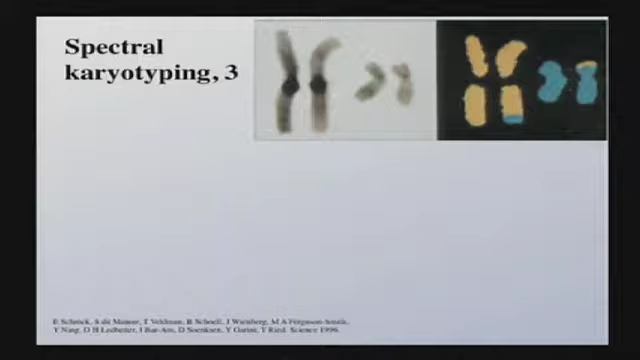 Spectral
karyotyping, 3
E Schröck, S du Manoir, T Veldman, B Schoell, J Wienberg, M A Ferguson-Smith,
Y Ning, D H Ledbetter, I Bar-Am, D Soenksen, Y Garini, T Ried. Science 1996.